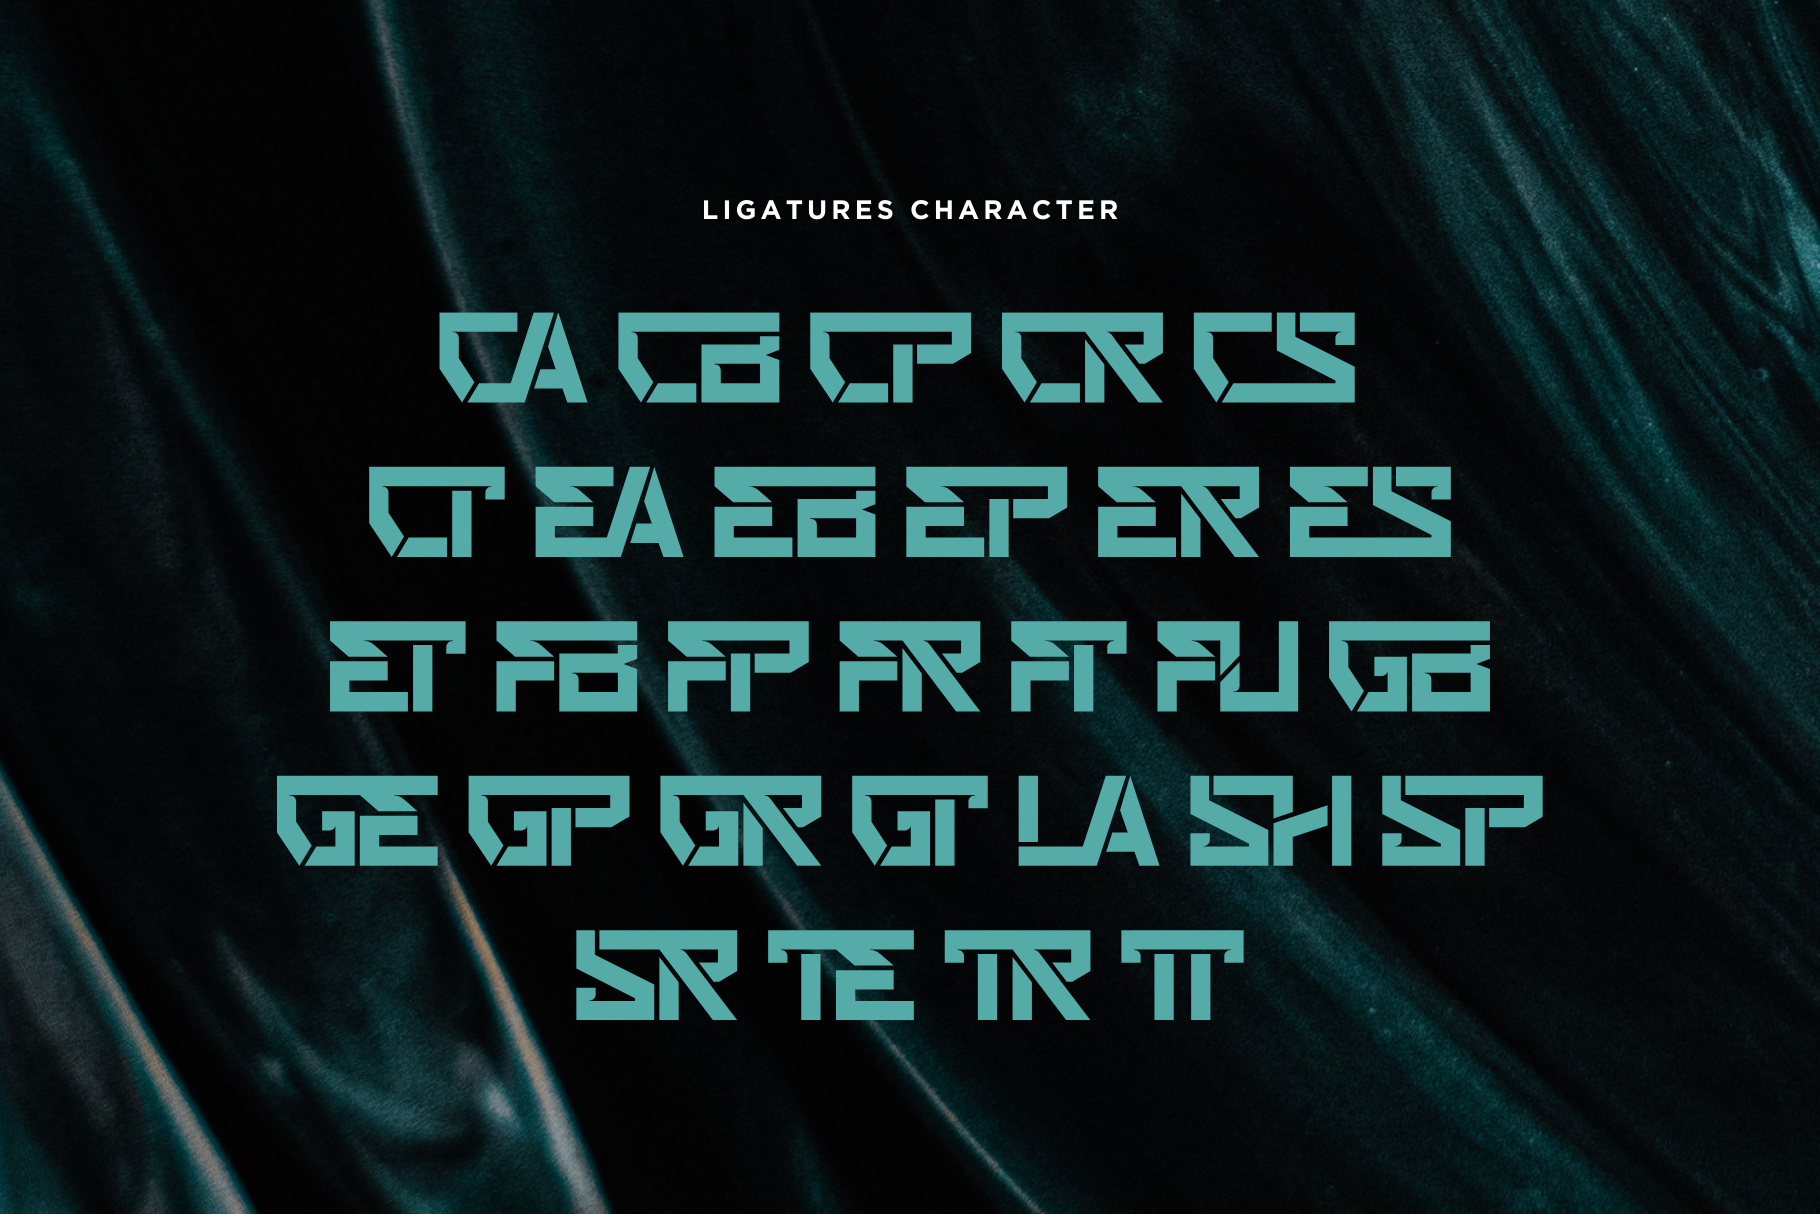 LIGATURES CHARACTER
CA CB CP CR CS
CT EA EB EP ER ES
ET FB FP FR FT FU GB
GE GP GR GT LA SH SP
SR TE TR TT